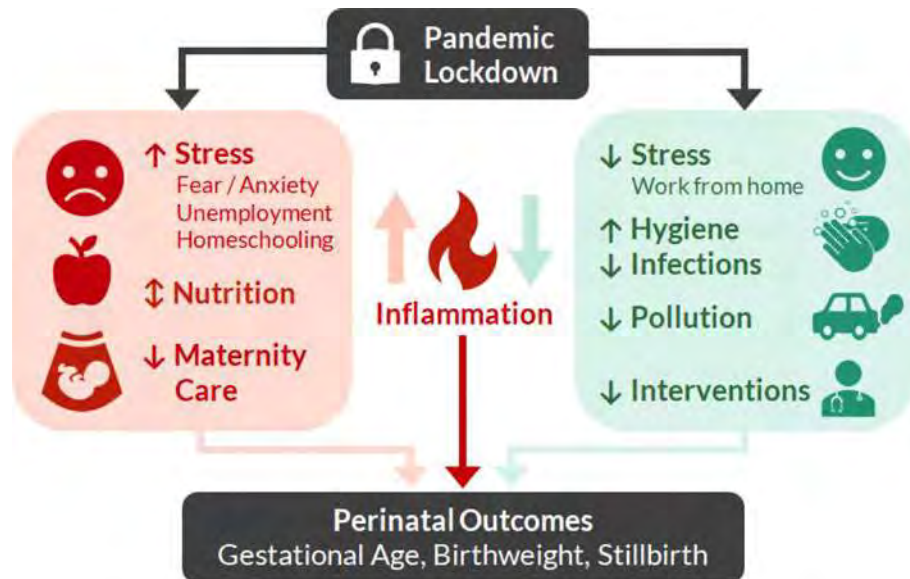 Pandemic
Lockdown
↑ Stress
Fear / Anxiety
Unemployment
Homeschooling
↕ Nutrition
↓ Maternity
Care
Inflammation
↓ Stress
Work from home
↑ Hygiene
↓ Infections
↓ Pollution
↓ Interventions
Perinatal Outcomes
Gestational Age, Birthweight, Stillbirth